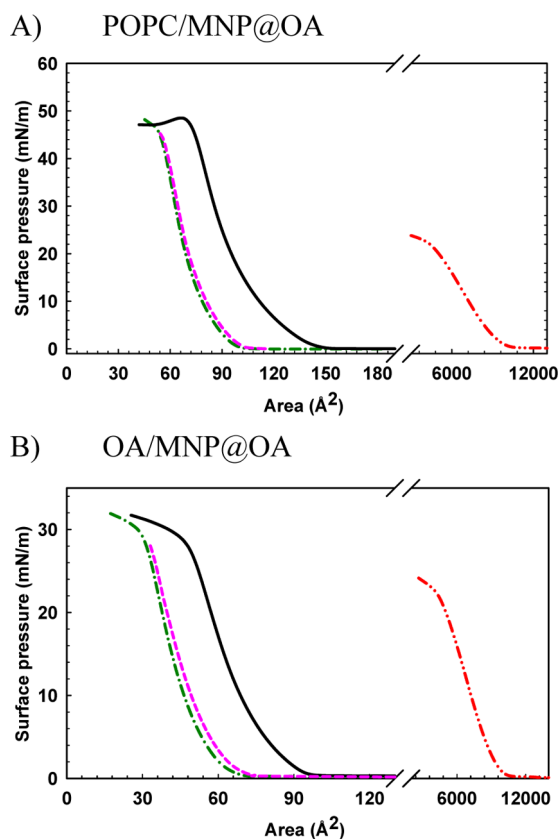 A) POPC/MNP@OA
60
50
40
30
20
10
0
Surface pressure (mN/m)
0 30 60 90 120 150 180 6000 12000
Area (Å²)
B) OA/MNP@OA
30
20
10
0
Surface pressure (mN/m)
0 30 60 90 120 6000 12000
Area (Å²)